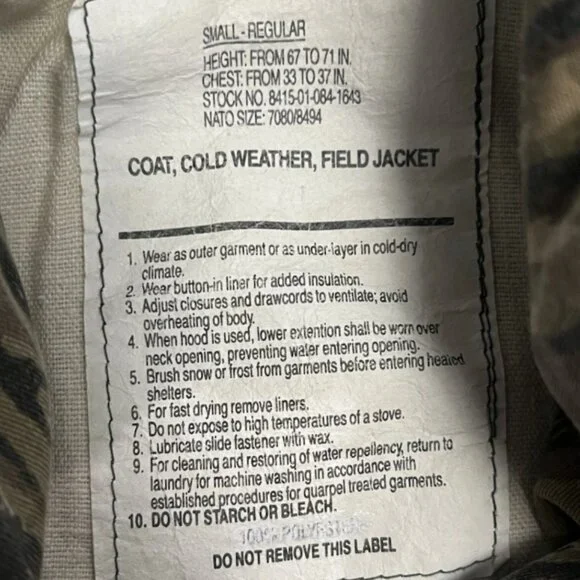 SMALL - REGULAR
HEIGHT: FROM 67 TO 71 IN.
CHEST: FROM 33 TO 37 IN.
STOCK NO. 8415-01-084-1643
NATO SIZE: 7080/8494
COAT, COLD WEATHER, FIELD JACKET
1. Wear as outer garment or as under-layer in cold-dry
climate.
2. Wear button-in liner for added insulation.
3. Adjust closures and drawcords to ventilate; avoid
overheating of body.
4. When hood is used, lower extention shall be worn over
neck opening, preventing water entering opening.
5. Brush snow or frost from garments before entering heated
shelters.
6. For fast drying remove liners.
7. Do not expose to high temperatures of a stove.
8. Lubricate slide fastener with wax.
9. For cleaning and restoring of water repellency, return to
laundry for machine washing in accordance with
established procedures for quarpel treated garments.
10. DO NOT STARCH OR BLEACH.
100% POLYESTER
DO NOT REMOVE THIS LABEL